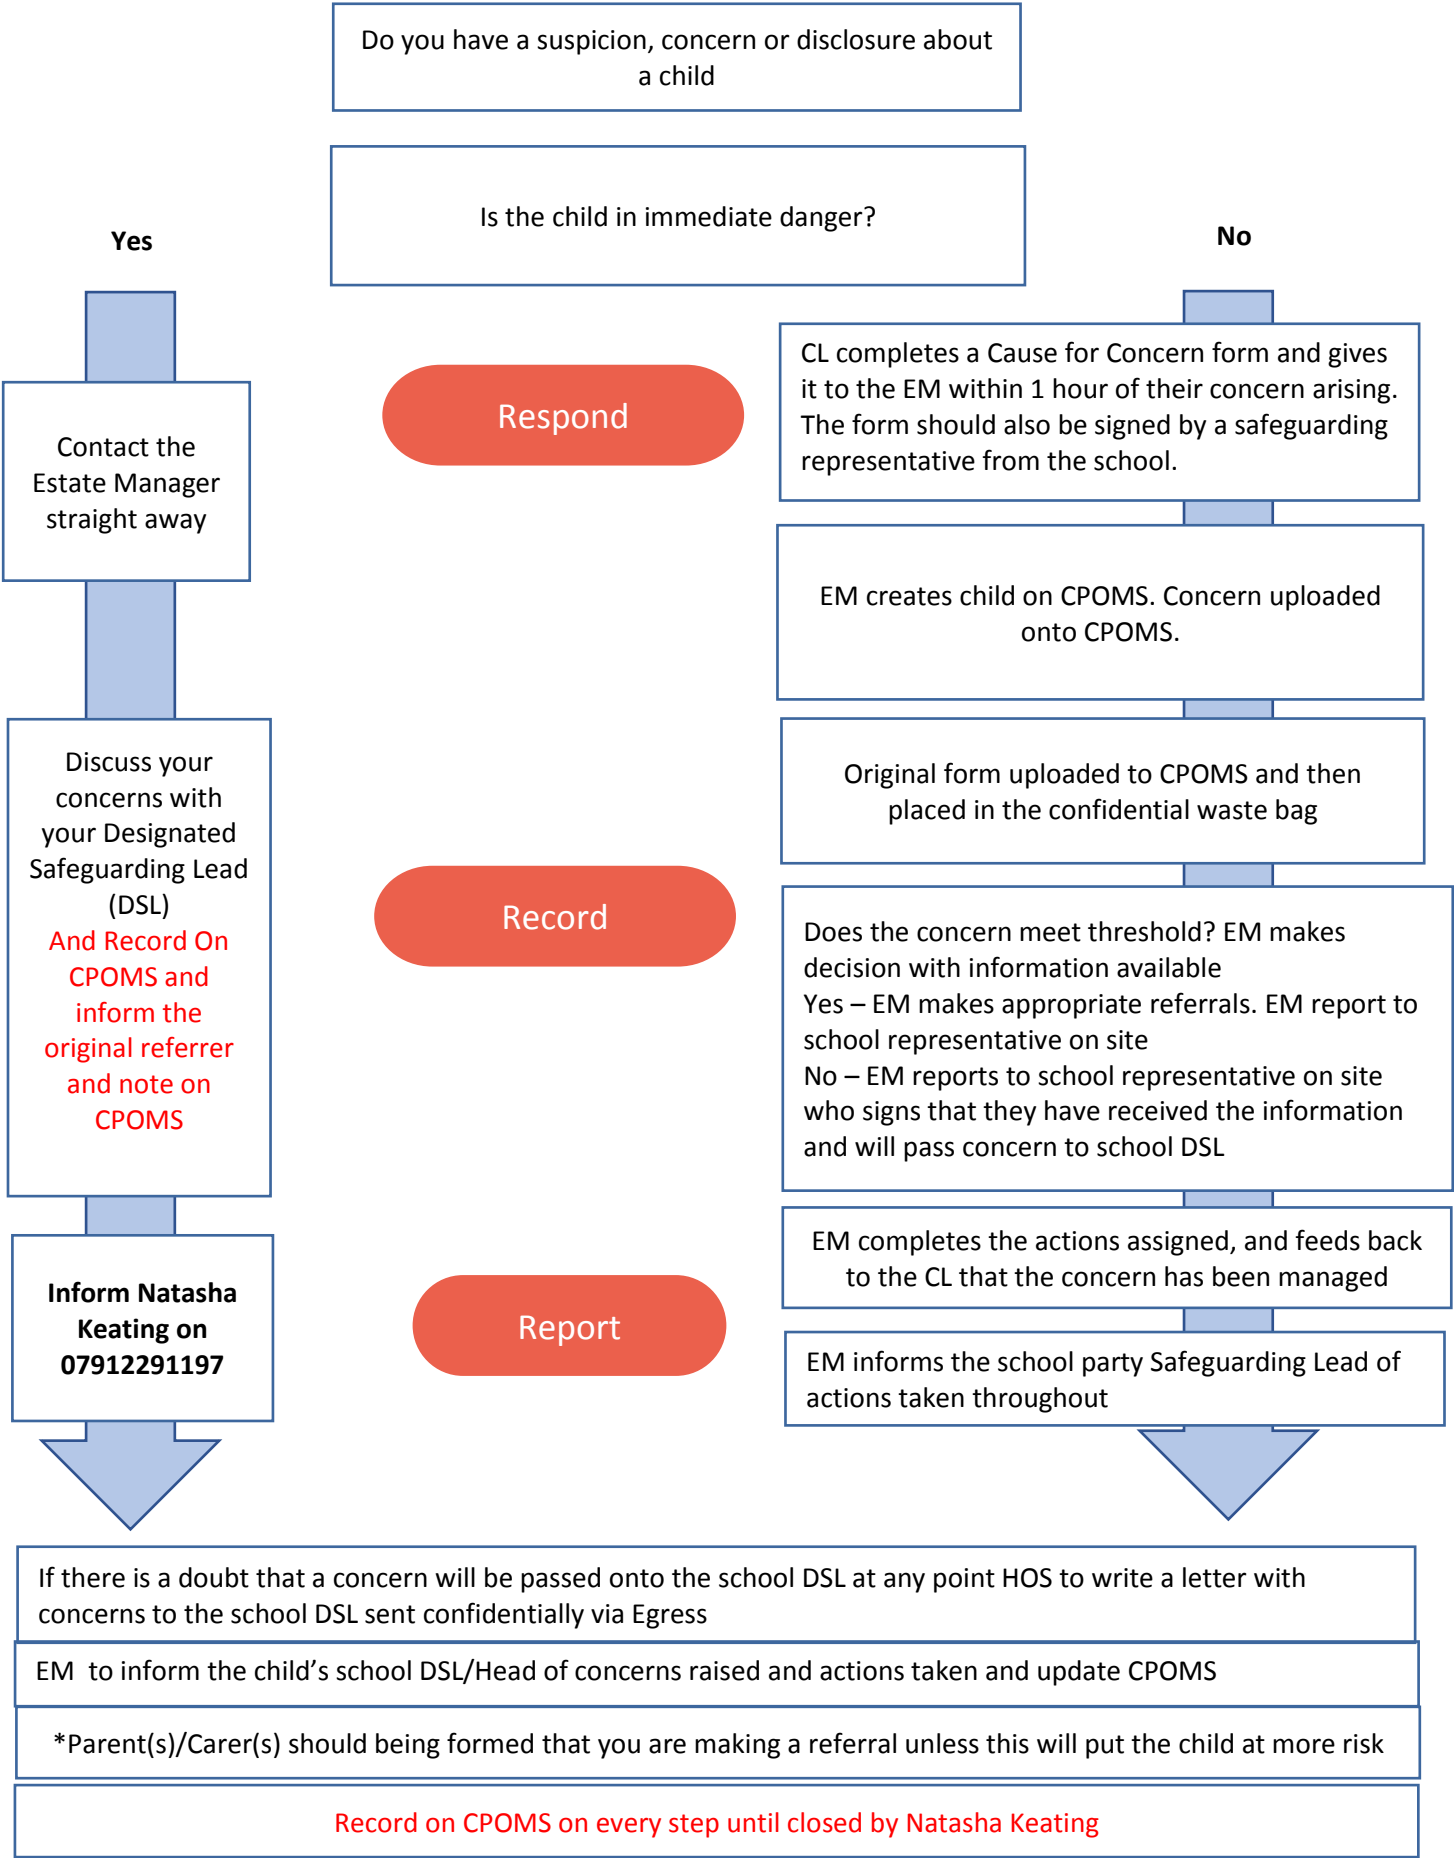 Do you have a suspicion, concern or disclosure about
a child
Is the child in immediate danger?
Yes
No
Contact the
Estate Manager
straight away
Discuss your
concerns with
your Designated
Safeguarding Lead
(DSL)
And Record On
CPOMS and
inform the
original referrer
and note on
CPOMS
Inform Natasha
Keating on
07912291197
Respond
Record
Report
CL completes a Cause for Concern form and gives
it to the EM within 1 hour of their concern arising.
The form should also be signed by a safeguarding
representative from the school.
EM creates child on CPOMS. Concern uploaded
onto CPOMS.
Original form uploaded to CPOMS and then
placed in the confidential waste bag
Does the concern meet threshold? EM makes
decision with information available
Yes – EM makes appropriate referrals. EM report to
school representative on site
No – EM reports to school representative on site
who signs that they have received the information
and will pass concern to school DSL
EM completes the actions assigned, and feeds back
to the CL that the concern has been managed
EM informs the school party Safeguarding Lead of
actions taken throughout
If there is a doubt that a concern will be passed onto the school DSL at any point HOS to write a letter with
concerns to the school DSL sent confidentially via Egress
EM  to inform the child’s school DSL/Head of concerns raised and actions taken and update CPOMS
*Parent(s)/Carer(s) should being formed that you are making a referral unless this will put the child at more risk
Record on CPOMS on every step until closed by Natasha Keating